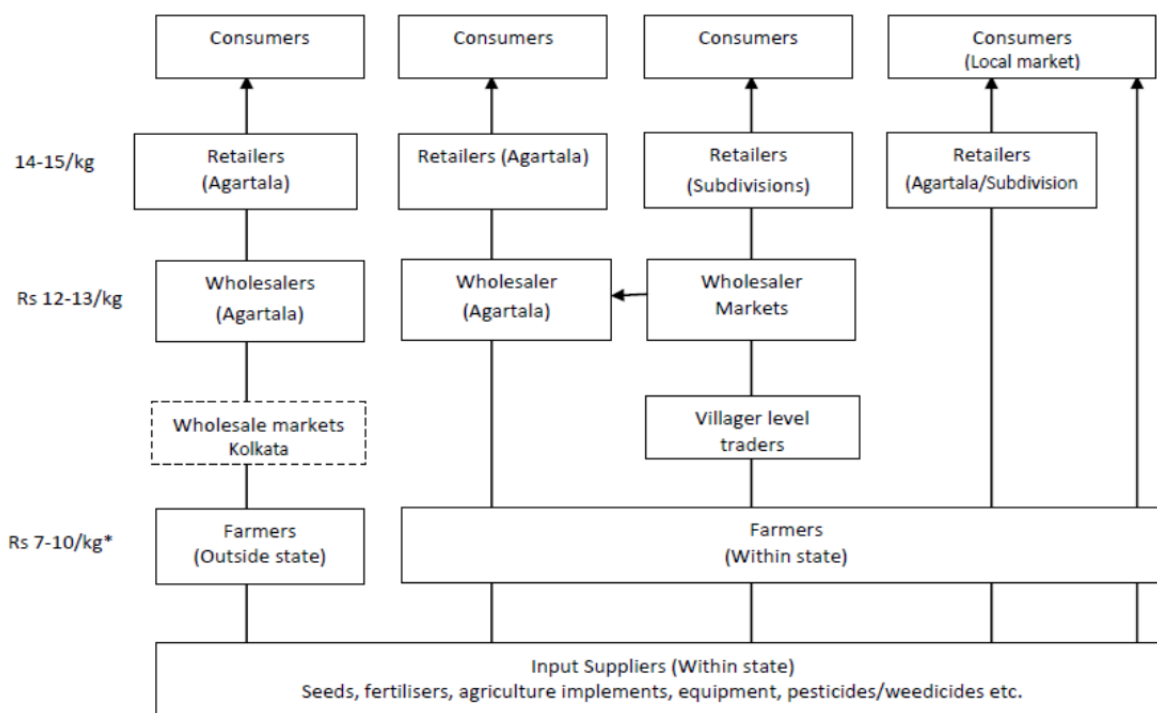 Consumers
Consumers
Consumers
Consumers
(Local market)
14-15/kg
Retailers
(Agartala)
Retailers (Agartala)
Retailers
(Subdivisions)
Retailers
(Agartala/Subdivision
Rs 12-13/kg
Wholesalers
(Agartala)
Wholesaler
(Agartala)
Wholesaler
Markets
Wholesale markets
Kolkata
Villager level
traders
Rs 7-10/kg*
Farmers
(Outside state)
Farmers
(Within state)
Input Suppliers (Within state)
Seeds, fertilisers, agriculture implements, equipment, pesticides/weedicides etc.